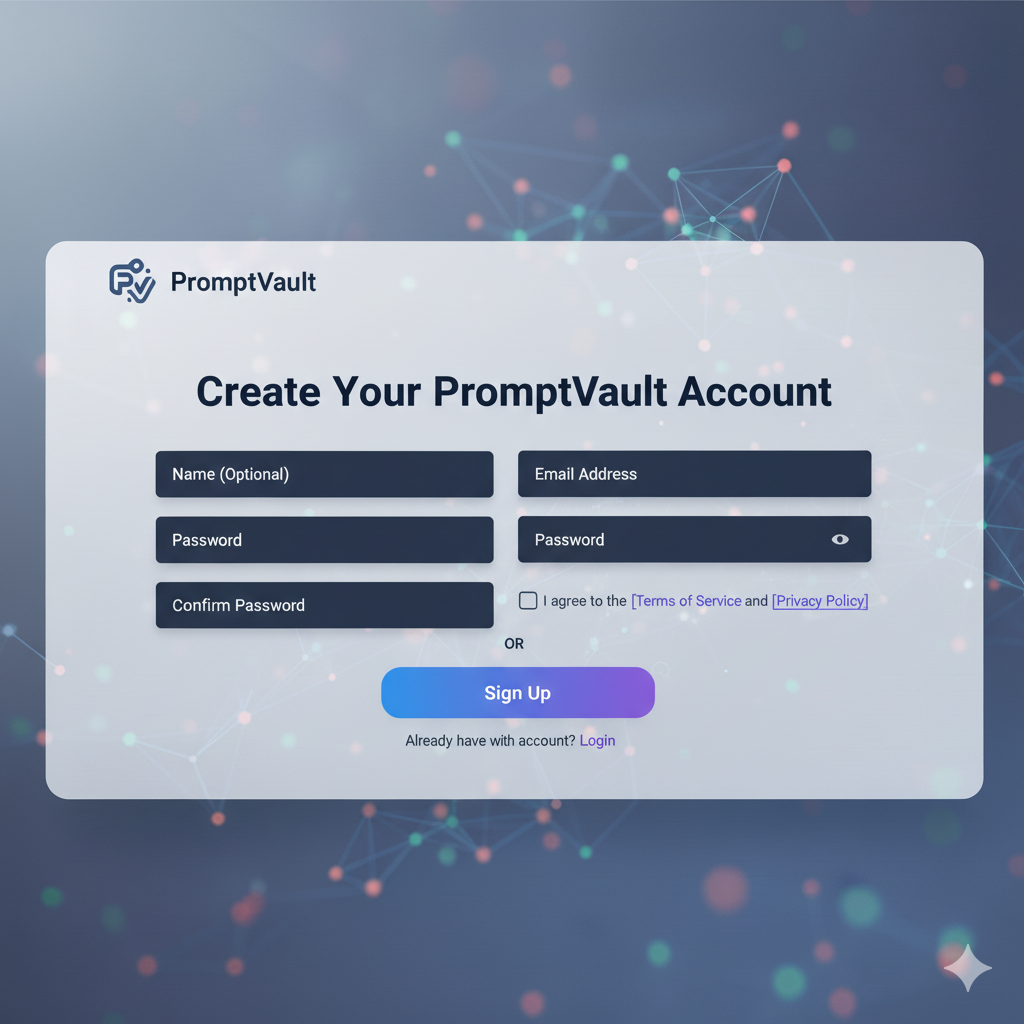 PromptVault
Create Your PromptVault Account
Name (Optional)
Email Address
Password
Password
Confirm Password
I agree to the [Terms of Service and [Privacy Policy]
OR
Sign Up
Already have with account? Login